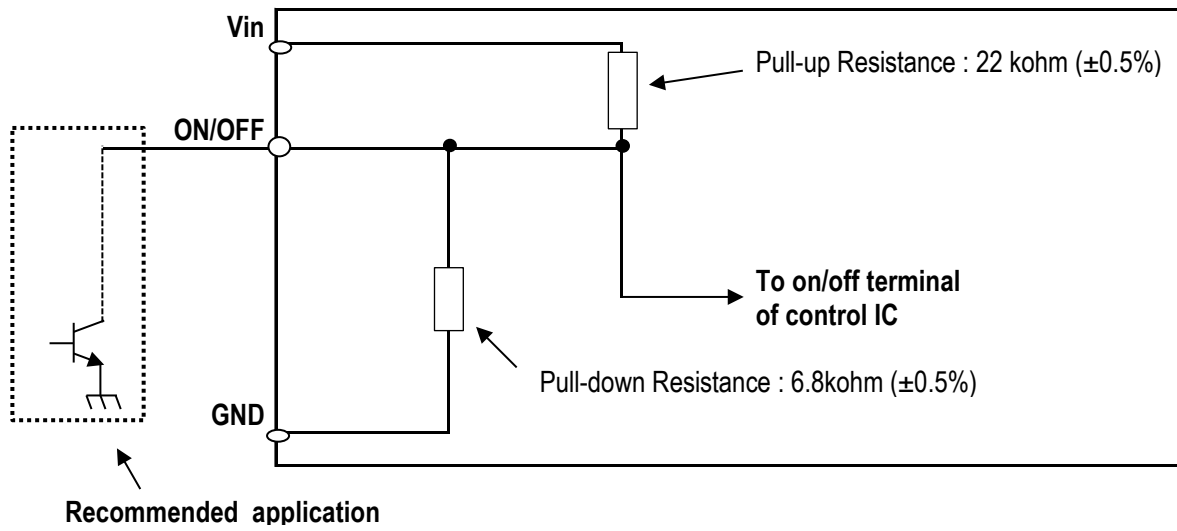 Vin
Pull-up Resistance : 22 kohm (±0.5%)
ON/OFF
To on/off terminal
of control IC
Pull-down Resistance : 6.8kohm (±0.5%)
GND
Recommended application